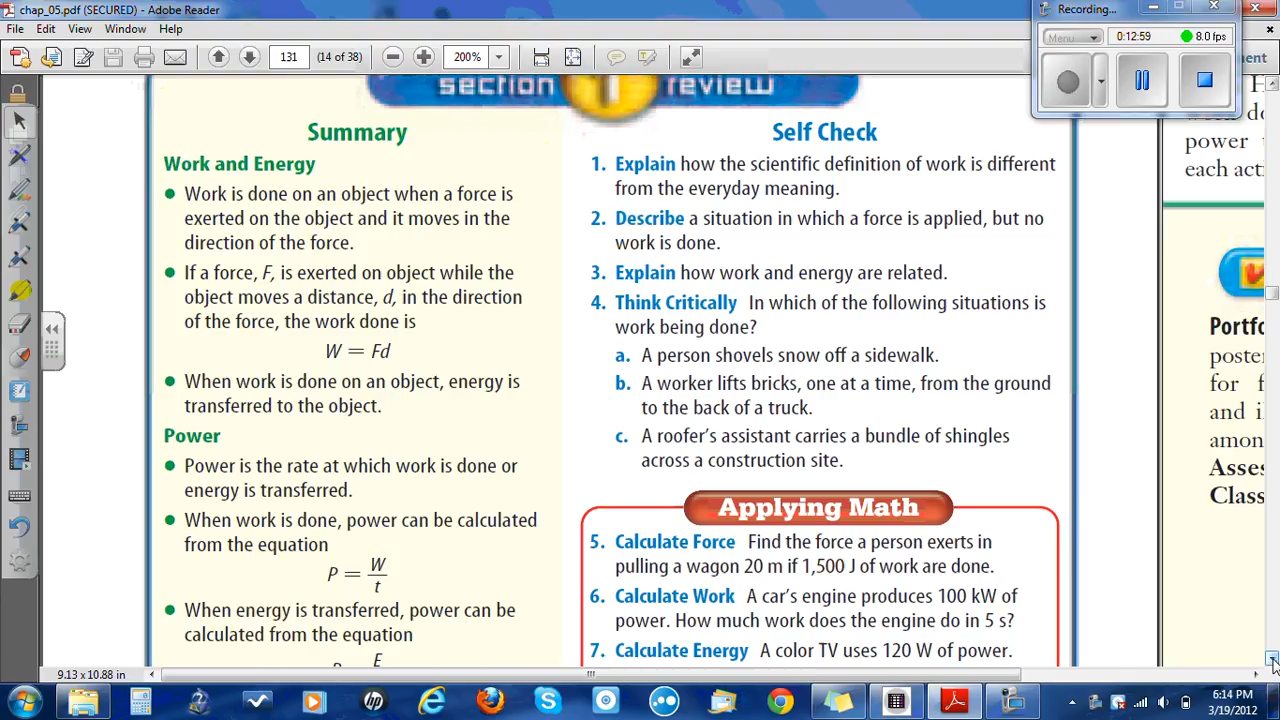 chap_05.pdf (SECURED) - Adobe Reader
File Edit View Window Help
131 (14 of 38) 200%
Recording...
Menu 0:12:59 8.0 fps
section 1 review
Summary
Work and Energy
• Work is done on an object when a force is
exerted on the object and it moves in the
direction of the force.
• If a force, F, is exerted on object while the
object moves a distance, d, in the direction
of the force, the work done is
W = Fd
• When work is done on an object, energy is
transferred to the object.
Power
• Power is the rate at which work is done or
energy is transferred.
• When work is done, power can be calculated
from the equation
P = W/t
• When energy is transferred, power can be
calculated from the equation
E
Self Check
1. Explain how the scientific definition of work is different
from the everyday meaning.
2. Describe a situation in which a force is applied, but no
work is done.
3. Explain how work and energy are related.
4. Think Critically In which of the following situations is
work being done?
a. A person shovels snow off a sidewalk.
b. A worker lifts bricks, one at a time, from the ground
to the back of a truck.
c. A roofer's assistant carries a bundle of shingles
across a construction site.
Applying Math
5. Calculate Force Find the force a person exerts in
pulling a wagon 20 m if 1,500 J of work are done.
6. Calculate Work A car's engine produces 100 kW of
power. How much work does the engine do in 5 s?
7. Calculate Energy A color TV uses 120 W of power.
power
each acti
Portfo
poster
for f
and i
among
Asses
Class
9.13 x 10.88 in
6:14 PM
3/19/2012